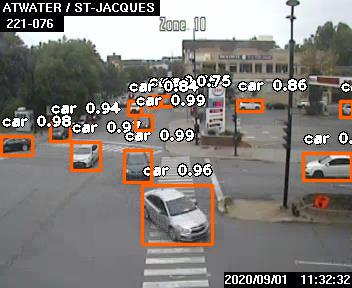 ATWATER / ST-JACQUES
221-076
Zone 10
car 0.84
0.75
car 0.86
car 0.94
car 0.99
car 0.98
car 0.97
car 0.99
car 0.
car 0.96
2020/09/01 11:32:32